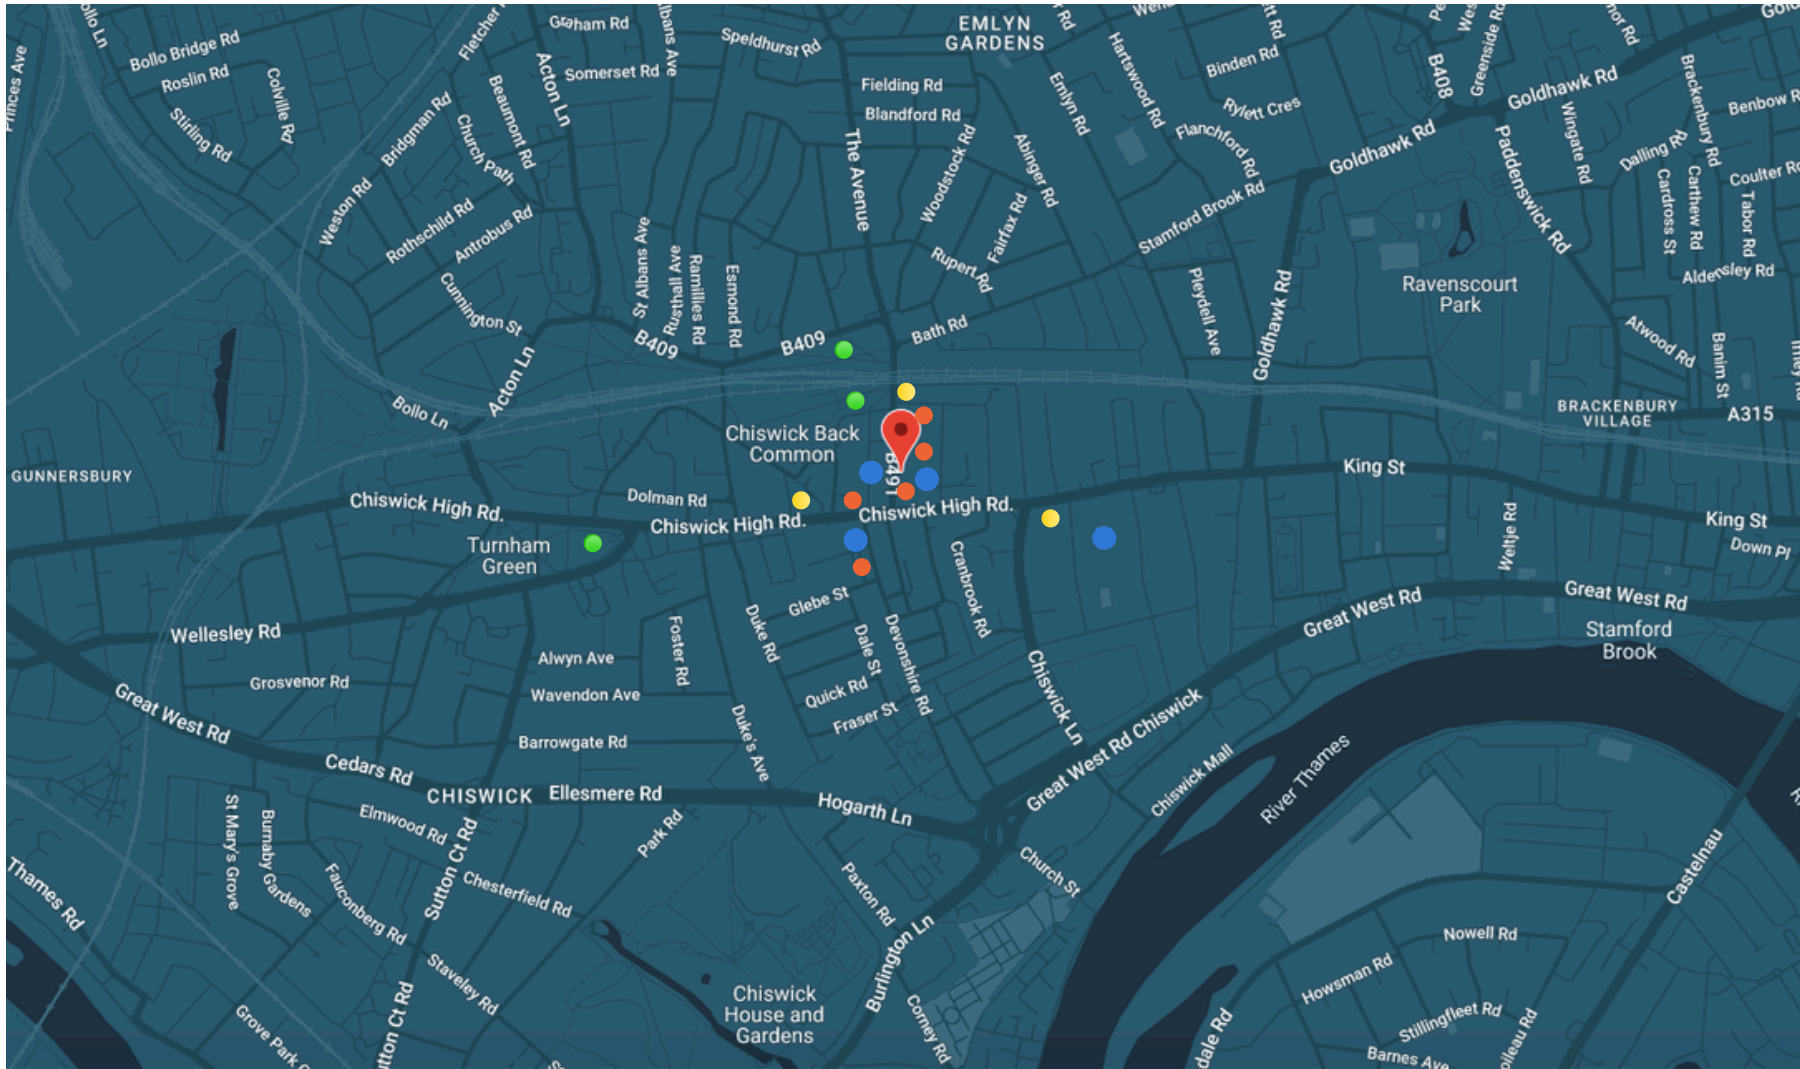 EMLYN
GARDENS
Graham Rd
Speldhurst Rd
Bollo Bridge Rd
Roslin Rd
Colville Rd
Stirling Rd
Princes Ave
Acton Ln
Somerset Rd
Beaumont Rd
Bridgman Rd
Church Path
Fielding Rd
Blandford Rd
The Avenue
Woodstock Rd
Abinger Rd
Emlyn Rd
Hartswood Rd
Binden Rd
Rylett Cres
Flanchford Rd
B408
Greenside Rd
Goldhawk Rd
Goldhawk Rd
Wingate Rd
Brackenbury Rd
Dalling Rd
Paddenswick Rd
Cardross St
Carthew Rd
Tabor Rd
Coulter Rd
Aldensley Rd
Weston Rd
Rothschild Rd
Antrobus Rd
Cunnington St
St Albans Ave
Rusthall Ave
Ramillies Rd
Esmond Rd
Rupert Rd
Fairfax Rd
Stamford Brook Rd
Pleydell Ave
Goldhawk Rd
Ravenscourt
Park
B409
B409
Bath Rd
Acton Ln
Bollo Ln
Atwood Rd
Banim St
BRACKENBURY
VILLAGE
A315
Chiswick Back
Common
B491
GUNNERSBURY
King St
King St
Down Pl
Weltje Rd
Chiswick High Rd.
Dolman Rd
Chiswick High Rd.
Chiswick High Rd.
Turnham
Green
Cranbrook Rd
Glebe St
Duke Rd
Dale St
Devonshire Rd
Quick Rd
Fraser St
Foster Rd
Alwyn Ave
Wavendon Ave
Barrowgate Rd
Duke's Ave
Wellesley Rd
Grosvenor Rd
Great West Rd
Great West Rd
Great West Rd
Stamford
Brook
Chiswick Ln
Great West Rd Chiswick
Chiswick Mall
River Thames
Cedars Rd
CHISWICK
Ellesmere Rd
Hogarth Ln
Park Rd
St Mary's Grove
Burnaby Gardens
Elmwood Rd
Sutton Ct Rd
Chesterfield Rd
Fauconberg Rd
Staveley Rd
Thames Rd
Church St
Paxton Rd
Burlington Ln
Castelnau
Nowell Rd
Howsman Rd
Stillingfleet Rd
Chiswick
House and
Gardens
Corney Rd
Barnes Ave